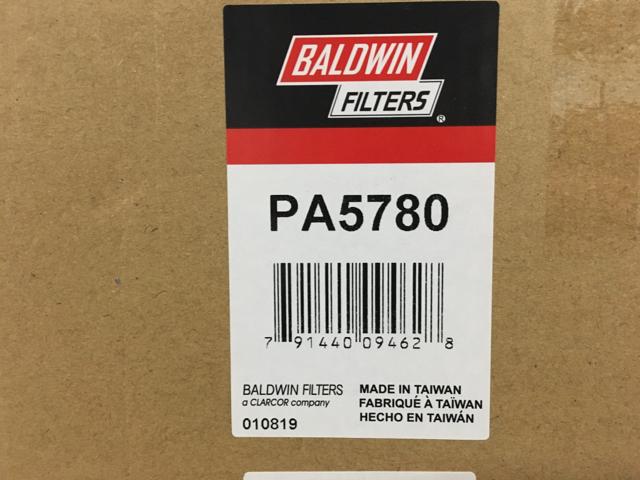 BALDWIN
FILTERS®
PA5780
7 91440 09462 8
BALDWIN FILTERS
a CLARCOR company
010819
MADE IN TAIWAN
FABRIQUÉ À TAÏWAN
HECHO EN TAIWÁN